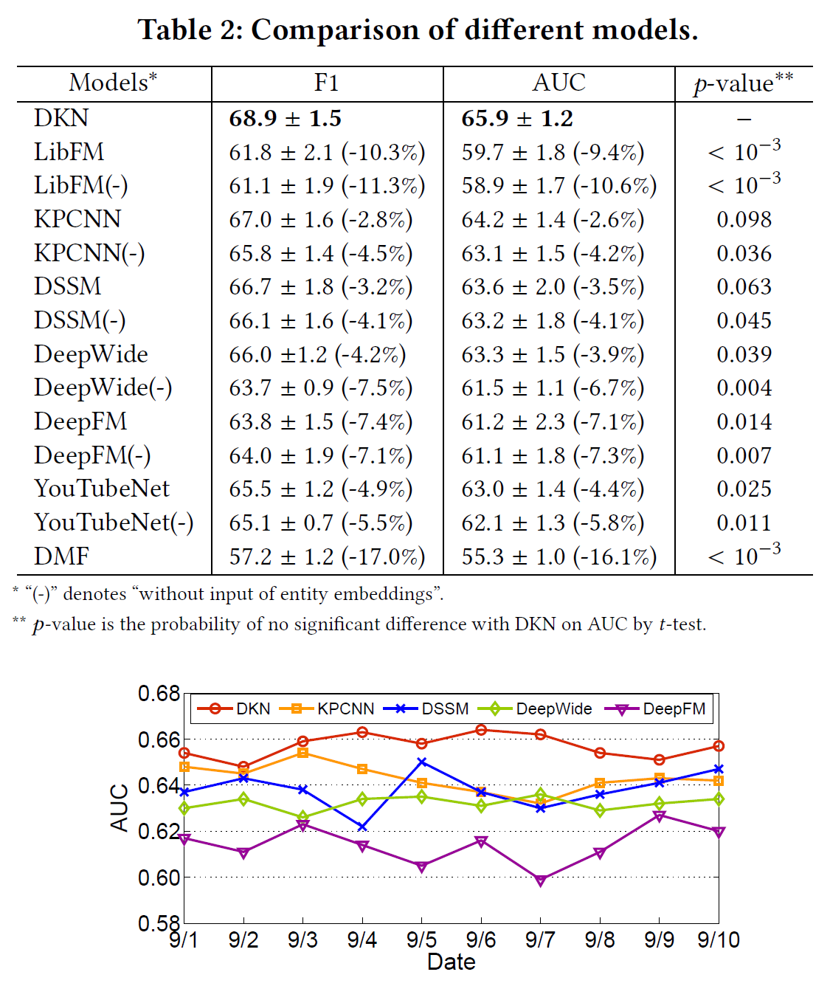 Table 2: Comparison of different models.
Models* F1 AUC p-value**
DKN 68.9 ± 1.5 65.9 ± 1.2 –
LibFM 61.8 ± 2.1 (-10.3%) 59.7 ± 1.8 (-9.4%) < 10⁻³
LibFM(-) 61.1 ± 1.9 (-11.3%) 58.9 ± 1.7 (-10.6%) < 10⁻³
KPCNN 67.0 ± 1.6 (-2.8%) 64.2 ± 1.4 (-2.6%) 0.098
KPCNN(-) 65.8 ± 1.4 (-4.5%) 63.1 ± 1.5 (-4.2%) 0.036
DSSM 66.7 ± 1.8 (-3.2%) 63.6 ± 2.0 (-3.5%) 0.063
DSSM(-) 66.1 ± 1.6 (-4.1%) 63.2 ± 1.8 (-4.1%) 0.045
DeepWide 66.0 ±1.2 (-4.2%) 63.3 ± 1.5 (-3.9%) 0.039
DeepWide(-) 63.7 ± 0.9 (-7.5%) 61.5 ± 1.1 (-6.7%) 0.004
DeepFM 63.8 ± 1.5 (-7.4%) 61.2 ± 2.3 (-7.1%) 0.014
DeepFM(-) 64.0 ± 1.9 (-7.1%) 61.1 ± 1.8 (-7.3%) 0.007
YouTubeNet 65.5 ± 1.2 (-4.9%) 63.0 ± 1.4 (-4.4%) 0.025
YouTubeNet(-) 65.1 ± 0.7 (-5.5%) 62.1 ± 1.3 (-5.8%) 0.011
DMF 57.2 ± 1.2 (-17.0%) 55.3 ± 1.0 (-16.1%) < 10⁻³
* “(-)” denotes “without input of entity embeddings”.
** p-value is the probability of no significant difference with DKN on AUC by t-test.
0.68
DKN KPCNN DSSM DeepWide DeepFM
0.66
0.64
AUC
0.62
0.60
0.58
9/1 9/2 9/3 9/4 9/5 9/6 9/7 9/8 9/9 9/10
Date